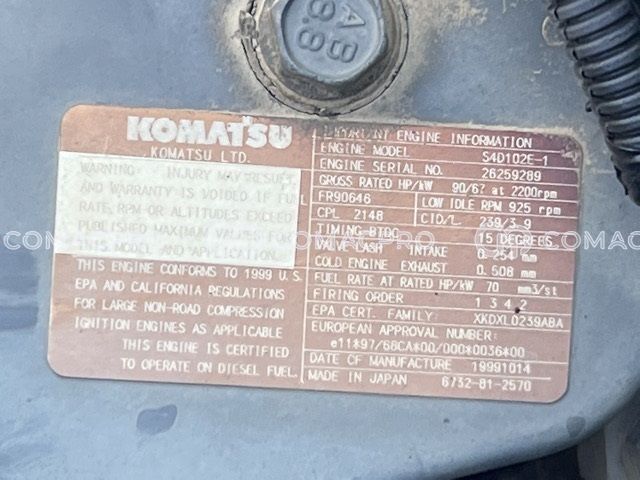 A B
8.8
KOMATSU
KOMATSU LTD.
WARNING: INJURY MAY RESULT
AND WARRANTY IS VOIDED IF FUEL
RATE, RPM OR ALTITUDES EXCEED
PUBLISHED MAXIMUM VALUES FOR
THIS MODEL AND APPLICATION.
THIS ENGINE CONFORMS TO 1999 U.S.
EPA AND CALIFORNIA REGULATIONS
FOR LARGE NON-ROAD COMPRESSION
IGNITION ENGINES AS APPLICABLE
THIS ENGINE IS CERTIFIED
TO OPERATE ON DIESEL FUEL.
IMPORTANT ENGINE INFORMATION
ENGINE MODEL S4D102E-1
ENGINE SERIAL NO. 26259289
GROSS RATED HP/kW 90/67 at 2200rpm
FR90646 LOW IDLE RPM 925 rpm
CPL 2148 CID/L. 239/3.9
TIMING-BTDC 15 DEGREES
VALVE LASH INTAKE 0.254 mm
COLD ENGINE EXHAUST 0.508 mm
FUEL RATE AT RATED HP/kW 70 mm3/st
FIRING ORDER 1 3 4 2
EPA CERT. FAMILY XKDXL0239ABA
EUROPEAN APPROVAL NUMBER:
e11*97/68CA*00/000*0036*00
DATE OF MANUFACTURE 19991014
MADE IN JAPAN 6732-81-2570